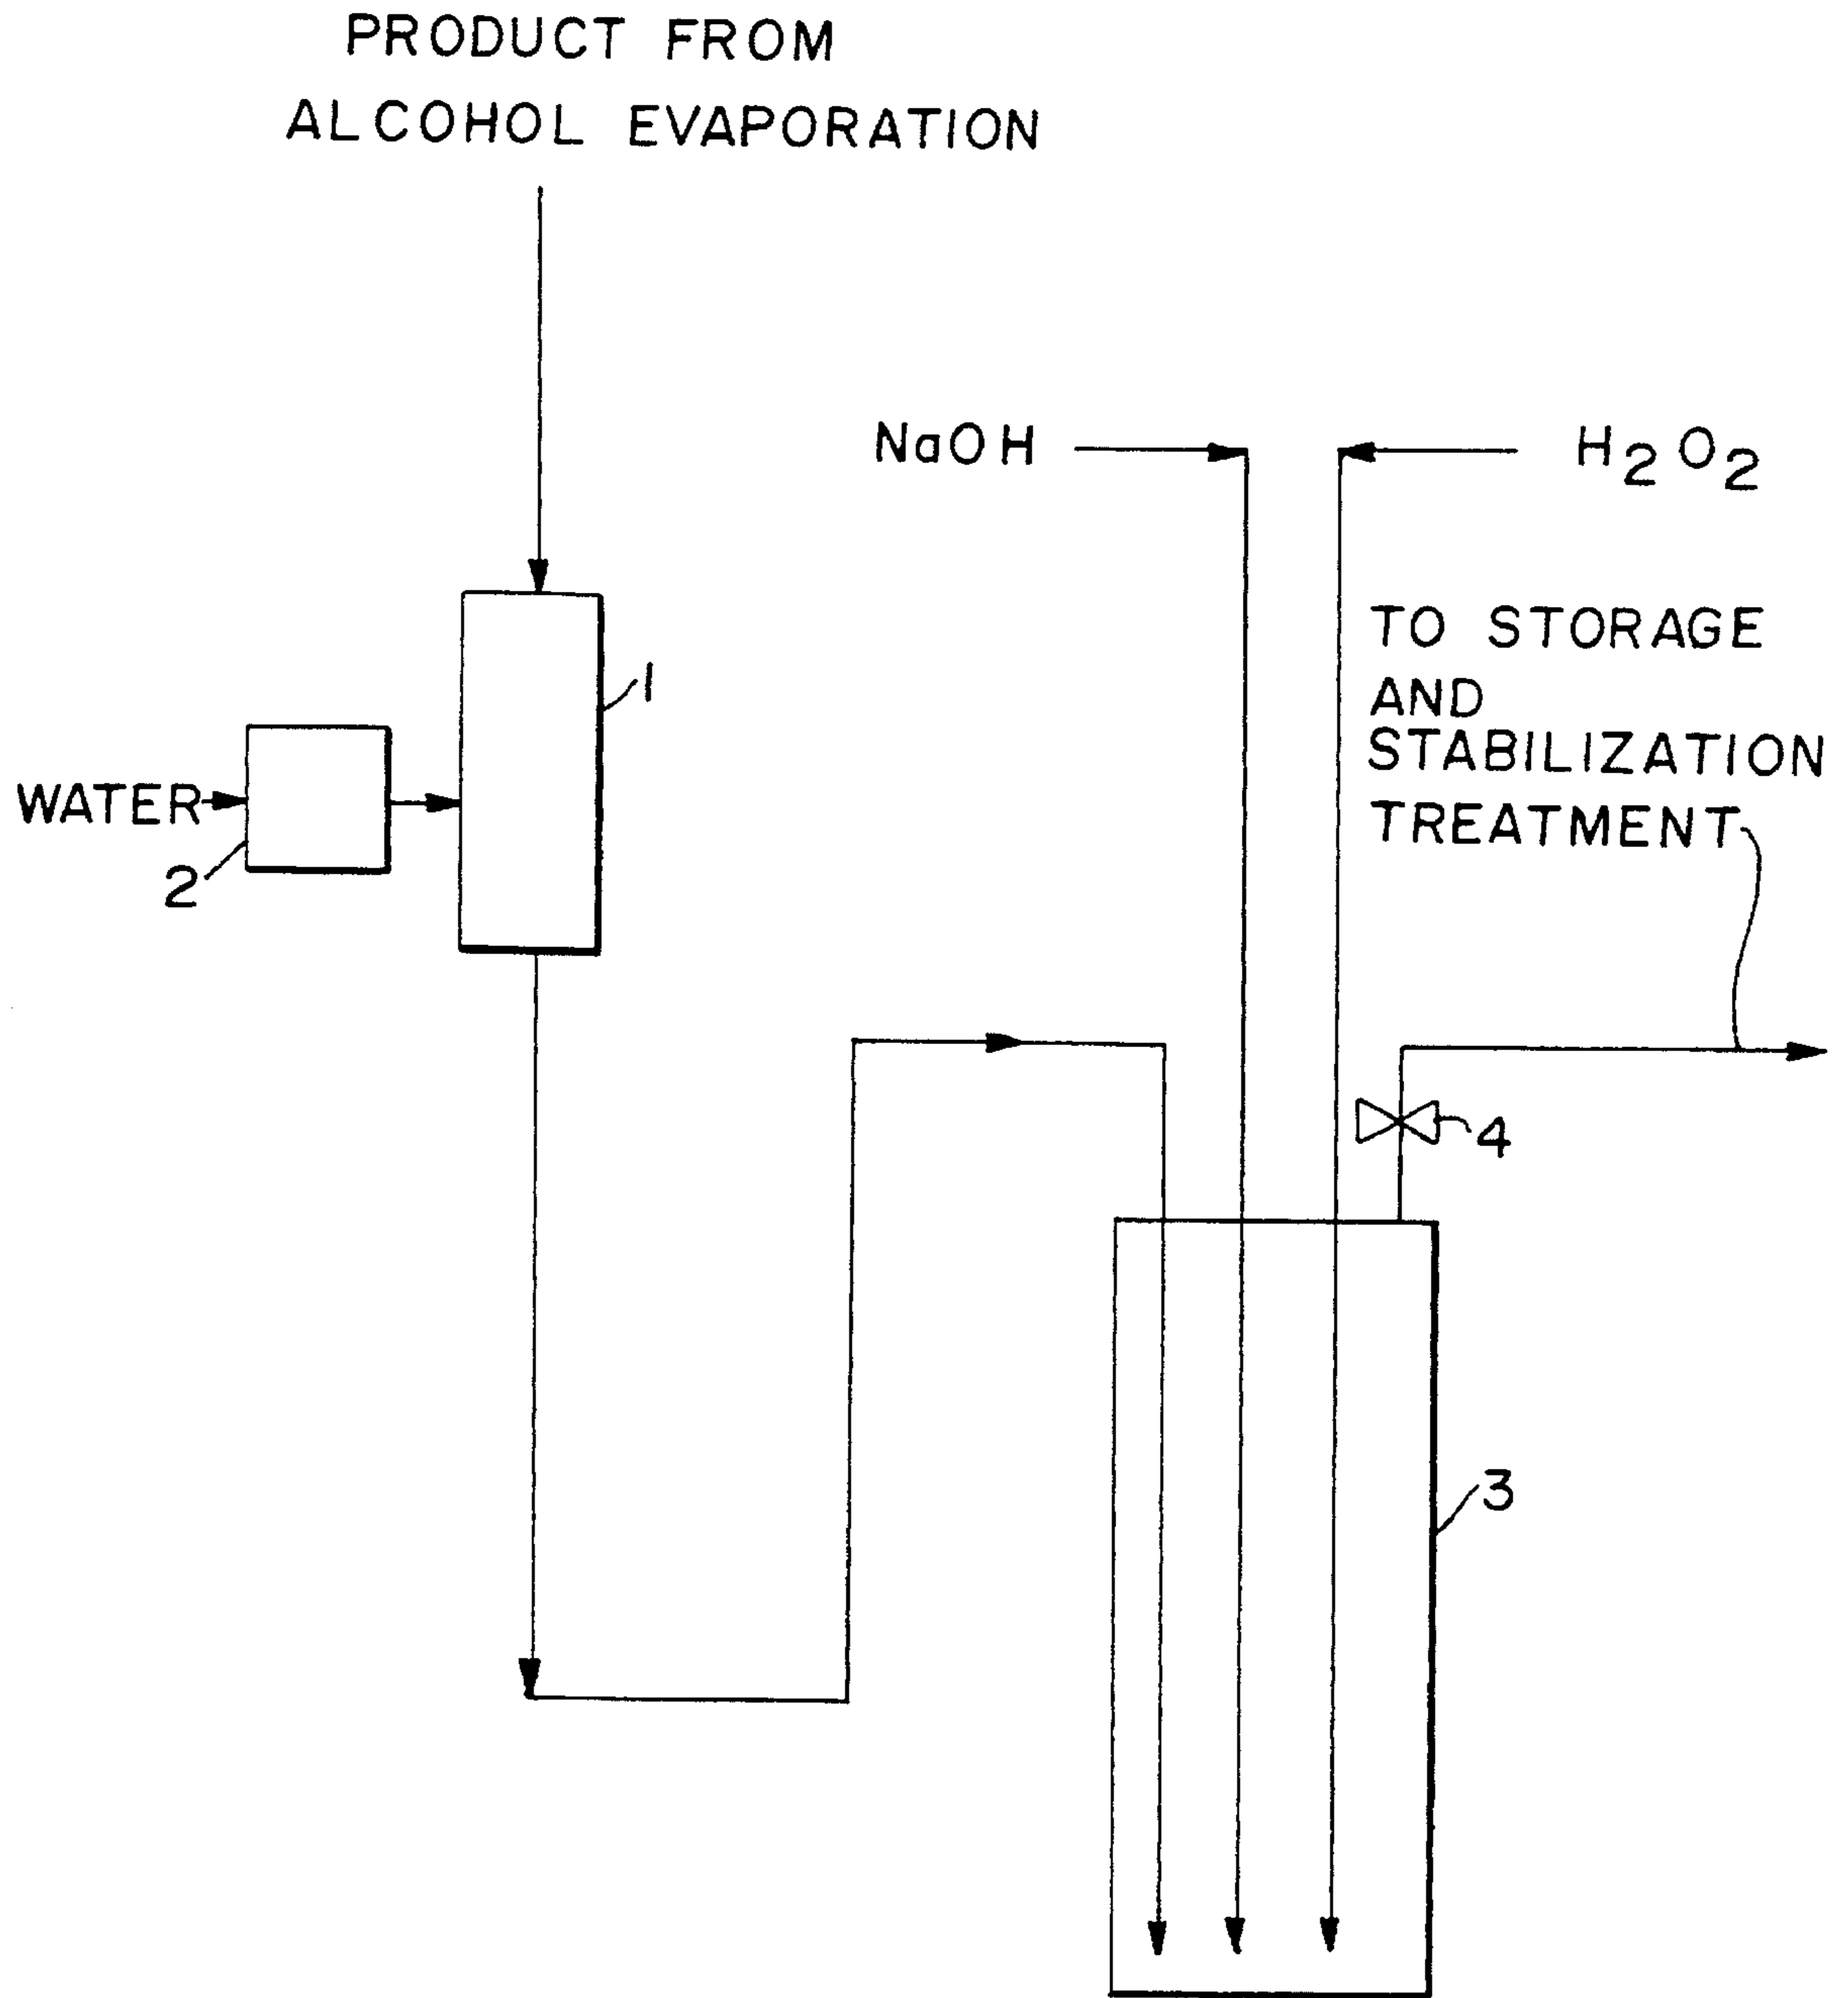 PRODUCT FROM
ALCOHOL EVAPORATION
NaOH
H2O2
TO STORAGE
AND
STABILIZATION
TREATMENT
1
WATER
2
4
3